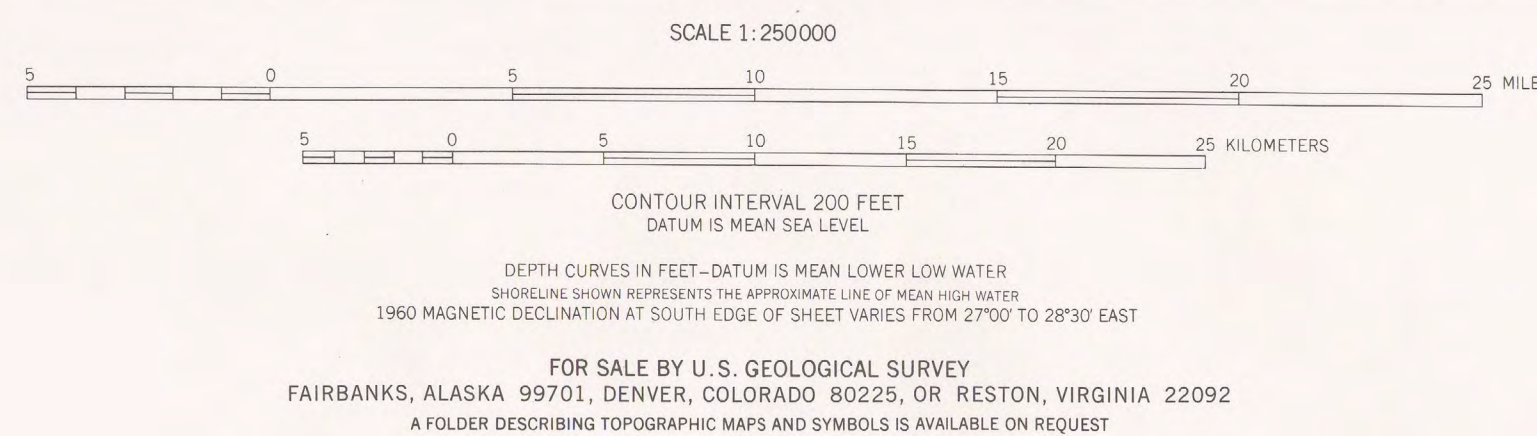 SCALE 1:250000
5 0 5 10 15 20 25 MILE
5 0 5 10 15 20 25 KILOMETERS
CONTOUR INTERVAL 200 FEET
DATUM IS MEAN SEA LEVEL
DEPTH CURVES IN FEET–DATUM IS MEAN LOWER LOW WATER
SHORELINE SHOWN REPRESENTS THE APPROXIMATE LINE OF MEAN HIGH WATER
1960 MAGNETIC DECLINATION AT SOUTH EDGE OF SHEET VARIES FROM 27°00′ TO 28°30′ EAST
FOR SALE BY U.S. GEOLOGICAL SURVEY
FAIRBANKS, ALASKA 99701, DENVER, COLORADO 80225, OR RESTON, VIRGINIA 22092
A FOLDER DESCRIBING TOPOGRAPHIC MAPS AND SYMBOLS IS AVAILABLE ON REQUEST